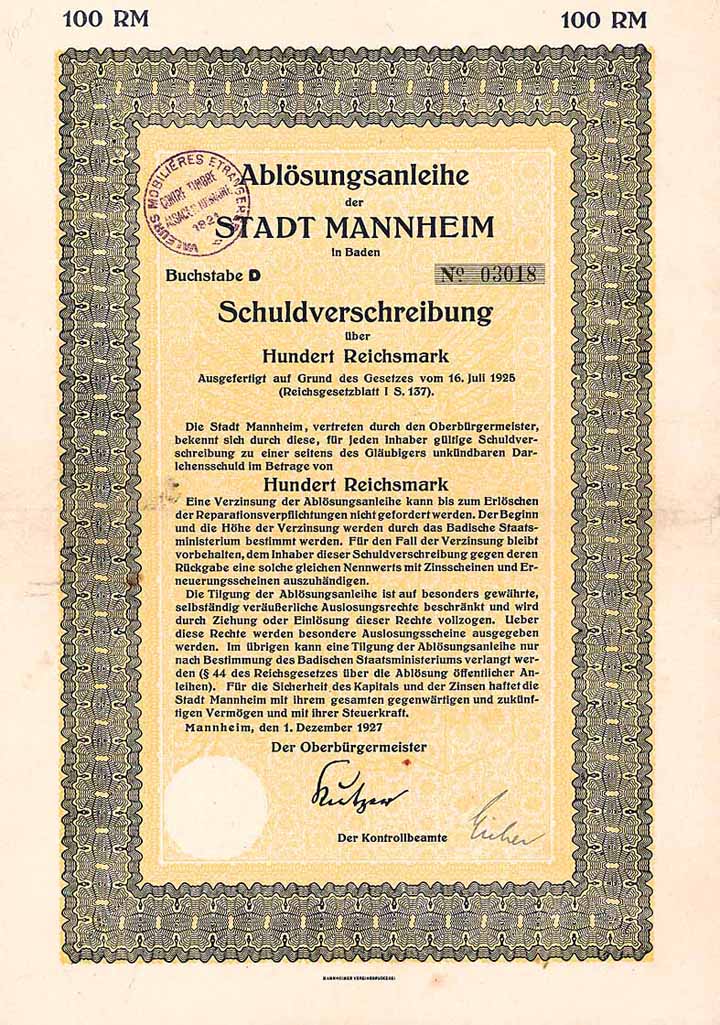 100 RM 100 RM
VALEURS MOBILIÈRES ETRANGERES
CONTRE TIMBRE
ALSACE
Ablösungsanleihe
der
STADT MANNHEIM
in Baden
Buchstabe D Nº 03018
Schuldverschreibung
über
Hundert Reichsmark
Ausgefertigt auf Grund des Gesetzes vom 16. Juli 1925
(Reichsgesetzblatt I S. 137).
Die Stadt Mannheim, vertreten durch den Oberbürgermeister,
bekennt sich durch diese, für jeden Inhaber gültige Schuldver-
schreibung zu einer seitens des Gläubigers unkündbaren Dar-
lehensschuld im Betrage von
Hundert Reichsmark
Eine Verzinsung der Ablösungsanleihe kann bis zum Erlöschen
der Reparationsverpflichtungen nicht gefordert werden. Der Beginn
und die Höhe der Verzinsung werden durch das Badische Staats-
ministerium bestimmt werden. Für den Fall der Verzinsung bleibt
vorbehalten, dem Inhaber dieser Schuldverschreibung gegen deren
Rückgabe eine solche gleichen Nennwerts mit Zinsscheinen und Er-
neuerungsscheinen auszuhändigen.
Die Tilgung der Ablösungsanleihe ist auf besonders gewährte,
selbständig veräußerliche Auslosungsrechte beschränkt und wird
durch Ziehung oder Einlösung dieser Rechte vollzogen. Ueber
diese Rechte werden besondere Auslosungsscheine ausgegeben
werden. Im übrigen kann eine Tilgung der Ablösungsanleihe nur
nach Bestimmung des Badischen Staatsministeriums verlangt wer-
den (§ 44 des Reichsgesetzes über die Ablösung öffentlicher An-
leihen). Für die Sicherheit des Kapitals und der Zinsen haftet die
Stadt Mannheim mit ihrem gesamten gegenwärtigen und zukünf-
tigen Vermögen und mit ihrer Steuerkraft.
Mannheim, den 1. Dezember 1927
Der Oberbürgermeister
Kutzer
Der Kontrollbeamte
MANNHEIMER VEREINSDRUCKEREI